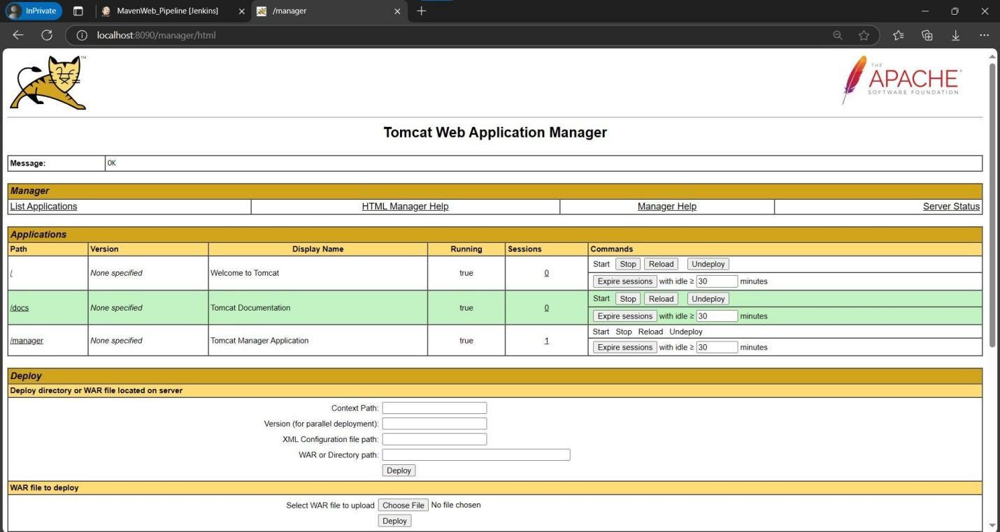 InPrivate MavenWeb_Pipeline [Jenkins] /manager
localhost:8090/manager/html
TM
THE
APACHE®
SOFTWARE FOUNDATION
Tomcat Web Application Manager
Message: OK
Manager
List Applications HTML Manager Help Manager Help Server Status
Applications
Path Version Display Name Running Sessions Commands
/ None specified Welcome to Tomcat true 0 Start Stop Reload Undeploy
Expire sessions with idle ≥ 30 minutes
/docs None specified Tomcat Documentation true 0 Start Stop Reload Undeploy
Expire sessions with idle ≥ 30 minutes
/manager None specified Tomcat Manager Application true 1 Start Stop Reload Undeploy
Expire sessions with idle ≥ 30 minutes
Deploy
Deploy directory or WAR file located on server
Context Path:
Version (for parallel deployment):
XML Configuration file path:
WAR or Directory path:
Deploy
WAR file to deploy
Select WAR file to upload Choose File No file chosen
Deploy